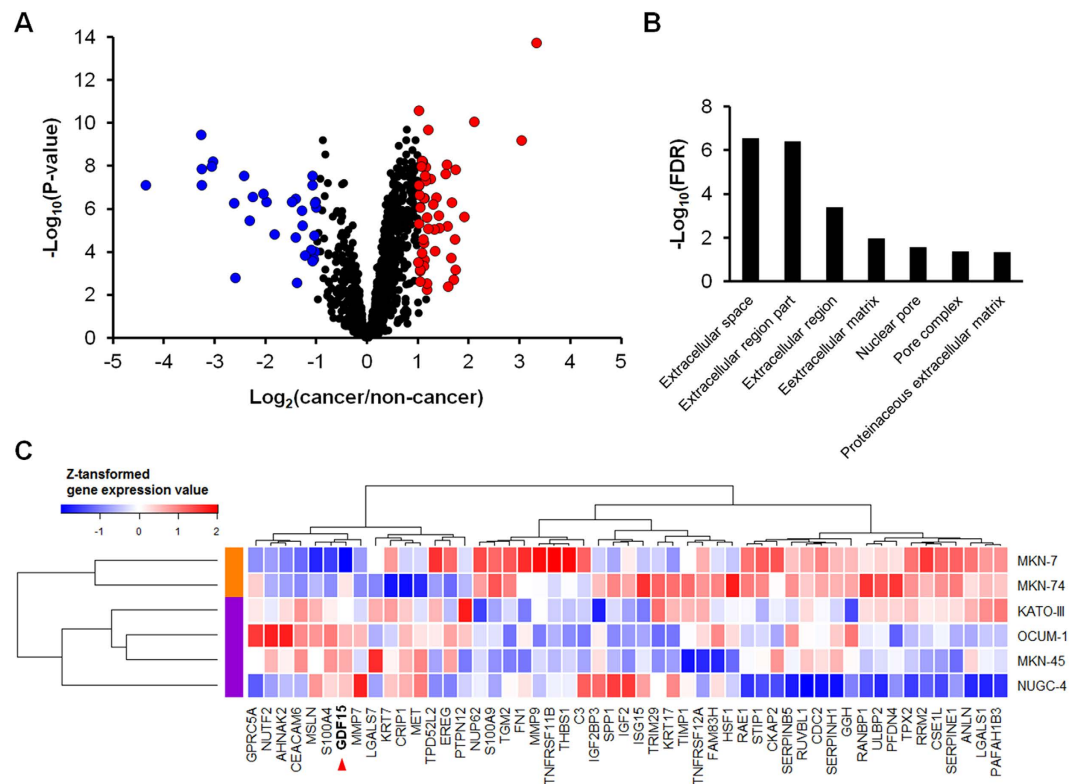 A
14
12
10
8
6
4
2
0
-5
-4
-3
-2
-1
0
1
2
3
4
5
-Log10(P-value)
Log2(cancer/non-cancer)
B
8
6
4
2
0
-Log10(FDR)
Extracellular space
Extracellular region part
Extracellular region
Eextracellular matrix
Nuclear pore
Pore complex
Proteinaceous extracellular matrix
C
Z-tansformed
gene expression value
-1
0
1
2
MKN-7
MKN-74
KATO-III
OCUM-1
MKN-45
NUGC-4
GPRC5A
NUTF2
AHNAK2
CEACAM6
MSLN
S100A4
GDF15
MMP7
LGALS7
KRT7
CRIP1
MET
TPD52L2
EREG
PTPN12
NUP62
S100A9
TGM2
FN1
MMP9
TNFRSF11B
THBS1
C3
IGF2BP3
SPP1
IGF2
ISG15
TRIM29
KRT17
TIMP1
TNFRSF12A
FAM83H
HSF1
RAE1
STIP1
CKAP2
SERPINB5
RUVBL1
CDC2
SERPINH1
GGH
RANBP1
ULBP2
PFDN4
TPX2
RRM2
CSE1L
SERPINE1
ANLN
LGALS1
PAFAH1B3